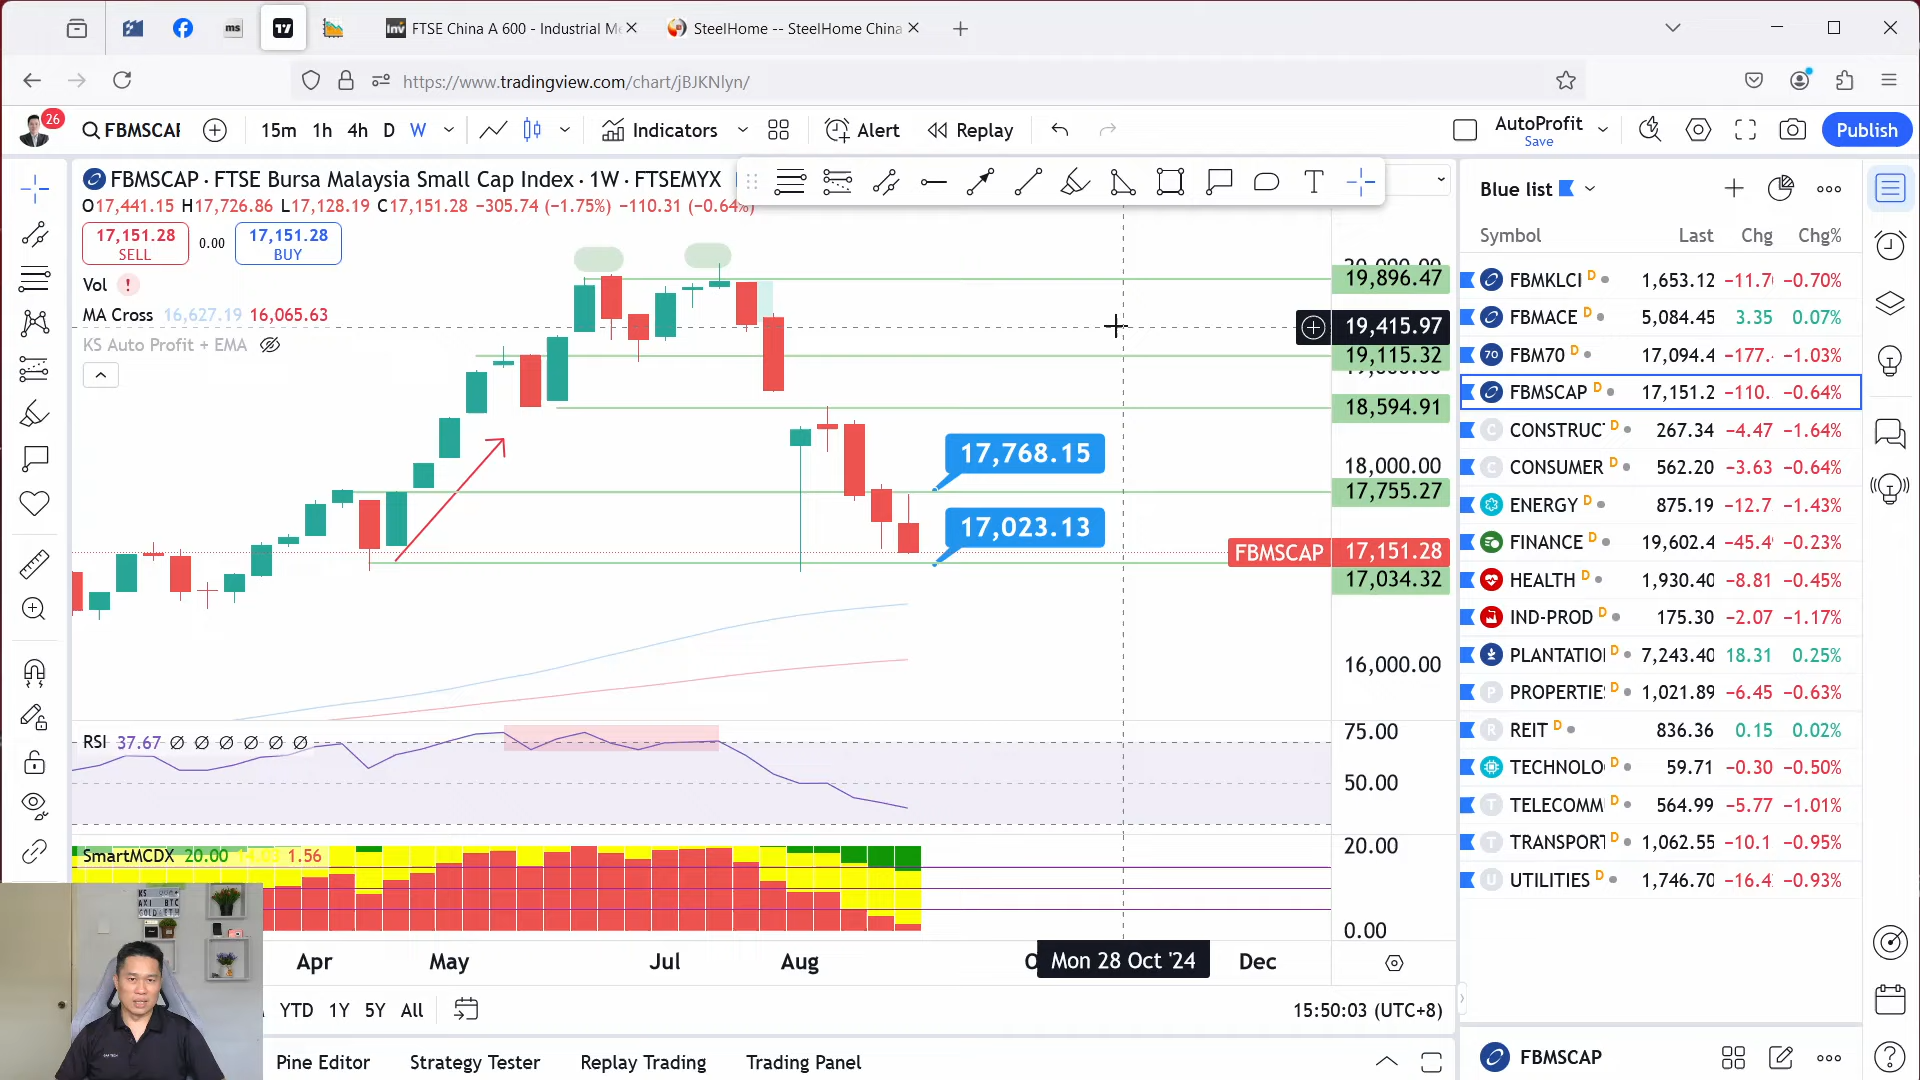 ms
FTSE China A 600 - Industrial M
SteelHome -- SteelHome China
https://www.tradingview.com/chart/jBJKNlyn/
26
FBMSCAP
15m 1h 4h D W
Indicators
Alert
Replay
AutoProfit
Save
Publish
FBMSCAP · FTSE Bursa Malaysia Small Cap Index · 1W · FTSEMYX
O17,441.15 H17,726.86 L17,128.19 C17,151.28 −305.74 (−1.75%) −110.31 (−0.64%)
17,151.28
SELL
0.00
17,151.28
BUY
Vol
MA Cross 16,627.19 16,065.63
KS Auto Profit + EMA
17,768.15
17,023.13
19,896.47
19,415.97
19,115.32
18,594.91
18,000.00
17,755.27
FBMSCAP 17,151.28
17,034.32
16,000.00
RSI 37.67 Ø Ø Ø Ø Ø Ø
75.00
50.00
SmartMCDX 20.00 14.03 1.56
20.00
0.00
Apr May Jul Aug Mon 28 Oct '24 Dec
YTD 1Y 5Y All
15:50:03 (UTC+8)
Pine Editor Strategy Tester Replay Trading Trading Panel
Blue list
Symbol Last Chg Chg%
FBMKLCI D 1,653.12 −11.7 −0.70%
FBMACE D 5,084.45 3.35 0.07%
70 FBM70 D 17,094.4 −177. −1.03%
FBMSCAP D 17,151.2 −110. −0.64%
C CONSTRUCT D 267.34 −4.47 −1.64%
C CONSUMER D 562.20 −3.63 −0.64%
ENERGY D 875.19 −12.7 −1.43%
FINANCE D 19,602.4 −45.4 −0.23%
HEALTH D 1,930.40 −8.81 −0.45%
IND-PROD D 175.30 −2.07 −1.17%
PLANTATIO D 7,243.40 18.31 0.25%
P PROPERTIE D 1,021.89 −6.45 −0.63%
R REIT D 836.36 0.15 0.02%
TECHNOLO D 59.71 −0.30 −0.50%
T TELECOMM D 564.99 −5.77 −1.01%
T TRANSPORT D 1,062.55 −10.1 −0.95%
U UTILITIES D 1,746.70 −16.4 −0.93%
FBMSCAP